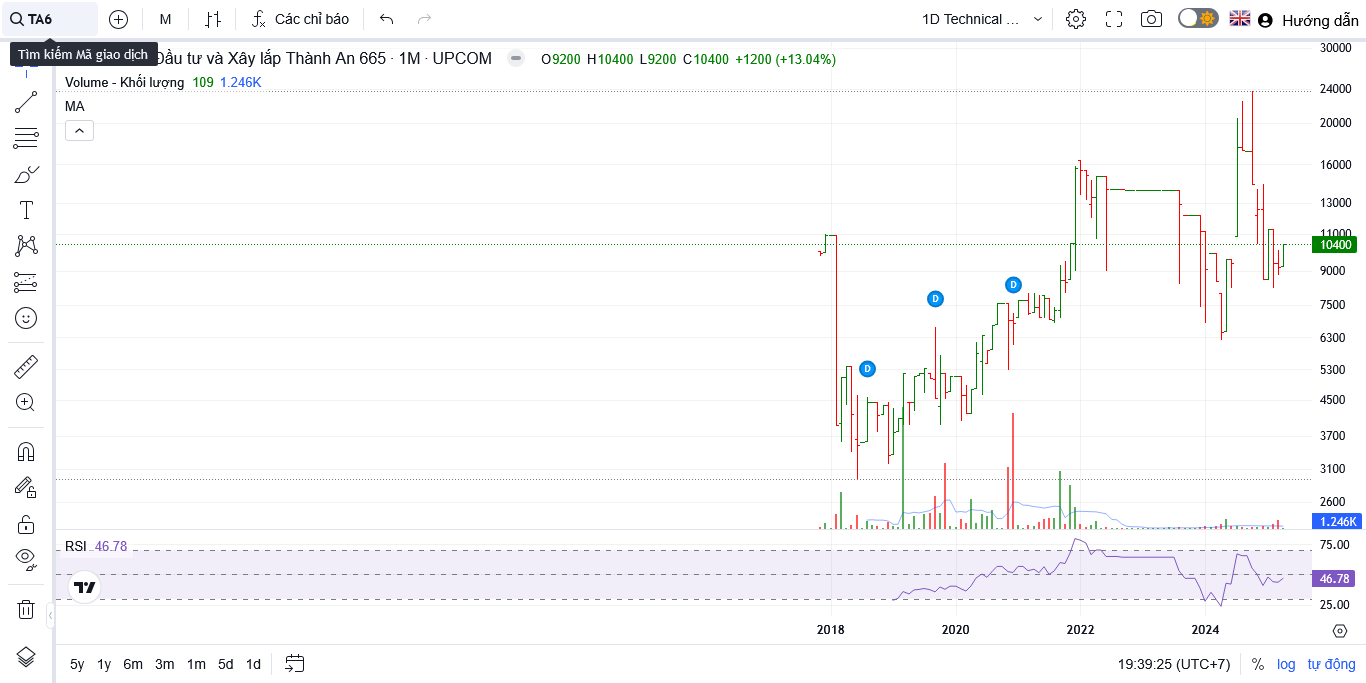 TA6
M
Các chỉ báo
1D Technical ...
Hướng dẫn
Tìm kiếm Mã giao dịch
Đầu tư và Xây lắp Thành An 665 · 1M · UPCOM
O9200 H10400 L9200 C10400 +1200 (+13.04%)
Volume - Khối lượng 109 1.246K
MA
30000
24000
20000
16000
13000
11000
10400
9000
7500
6300
5300
4500
3700
3100
2600
1.246K
D
D
D
RSI 46.78
75.00
46.78
25.00
2018
2020
2022
2024
5y 1y 6m 3m 1m 5d 1d
19:39:25 (UTC+7)
% log tự động